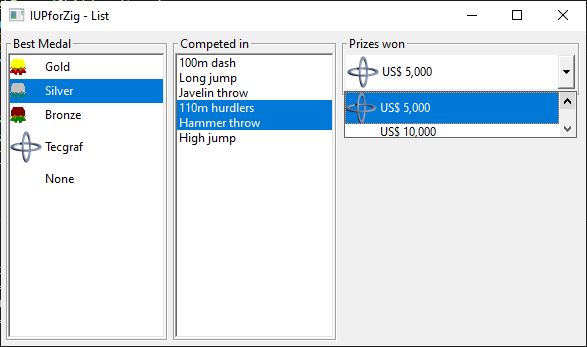 IUPforZig - List
Best Medal
Gold
Silver
Bronze
Tecgraf
None
Competed in
100m dash
Long jump
Javelin throw
110m hurdlers
Hammer throw
High jump
Prizes won
US$ 5,000
US$ 5,000
US$ 10,000